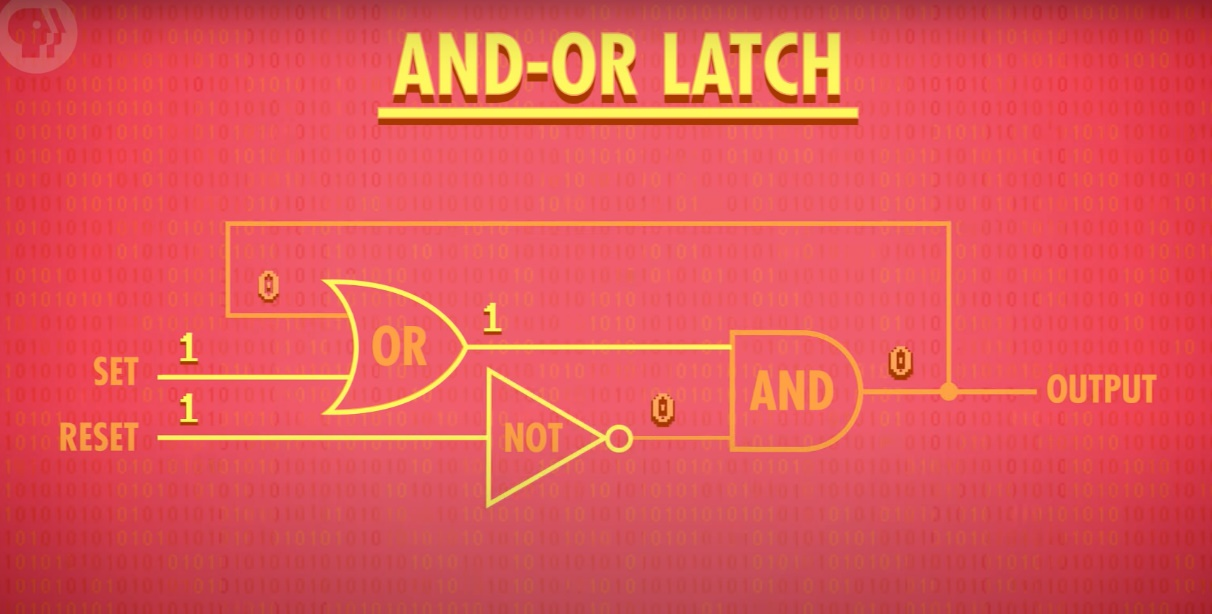 AND-OR LATCH
0
1
OR
1
SET
1
0
AND
OUTPUT
RESET
NOT
0